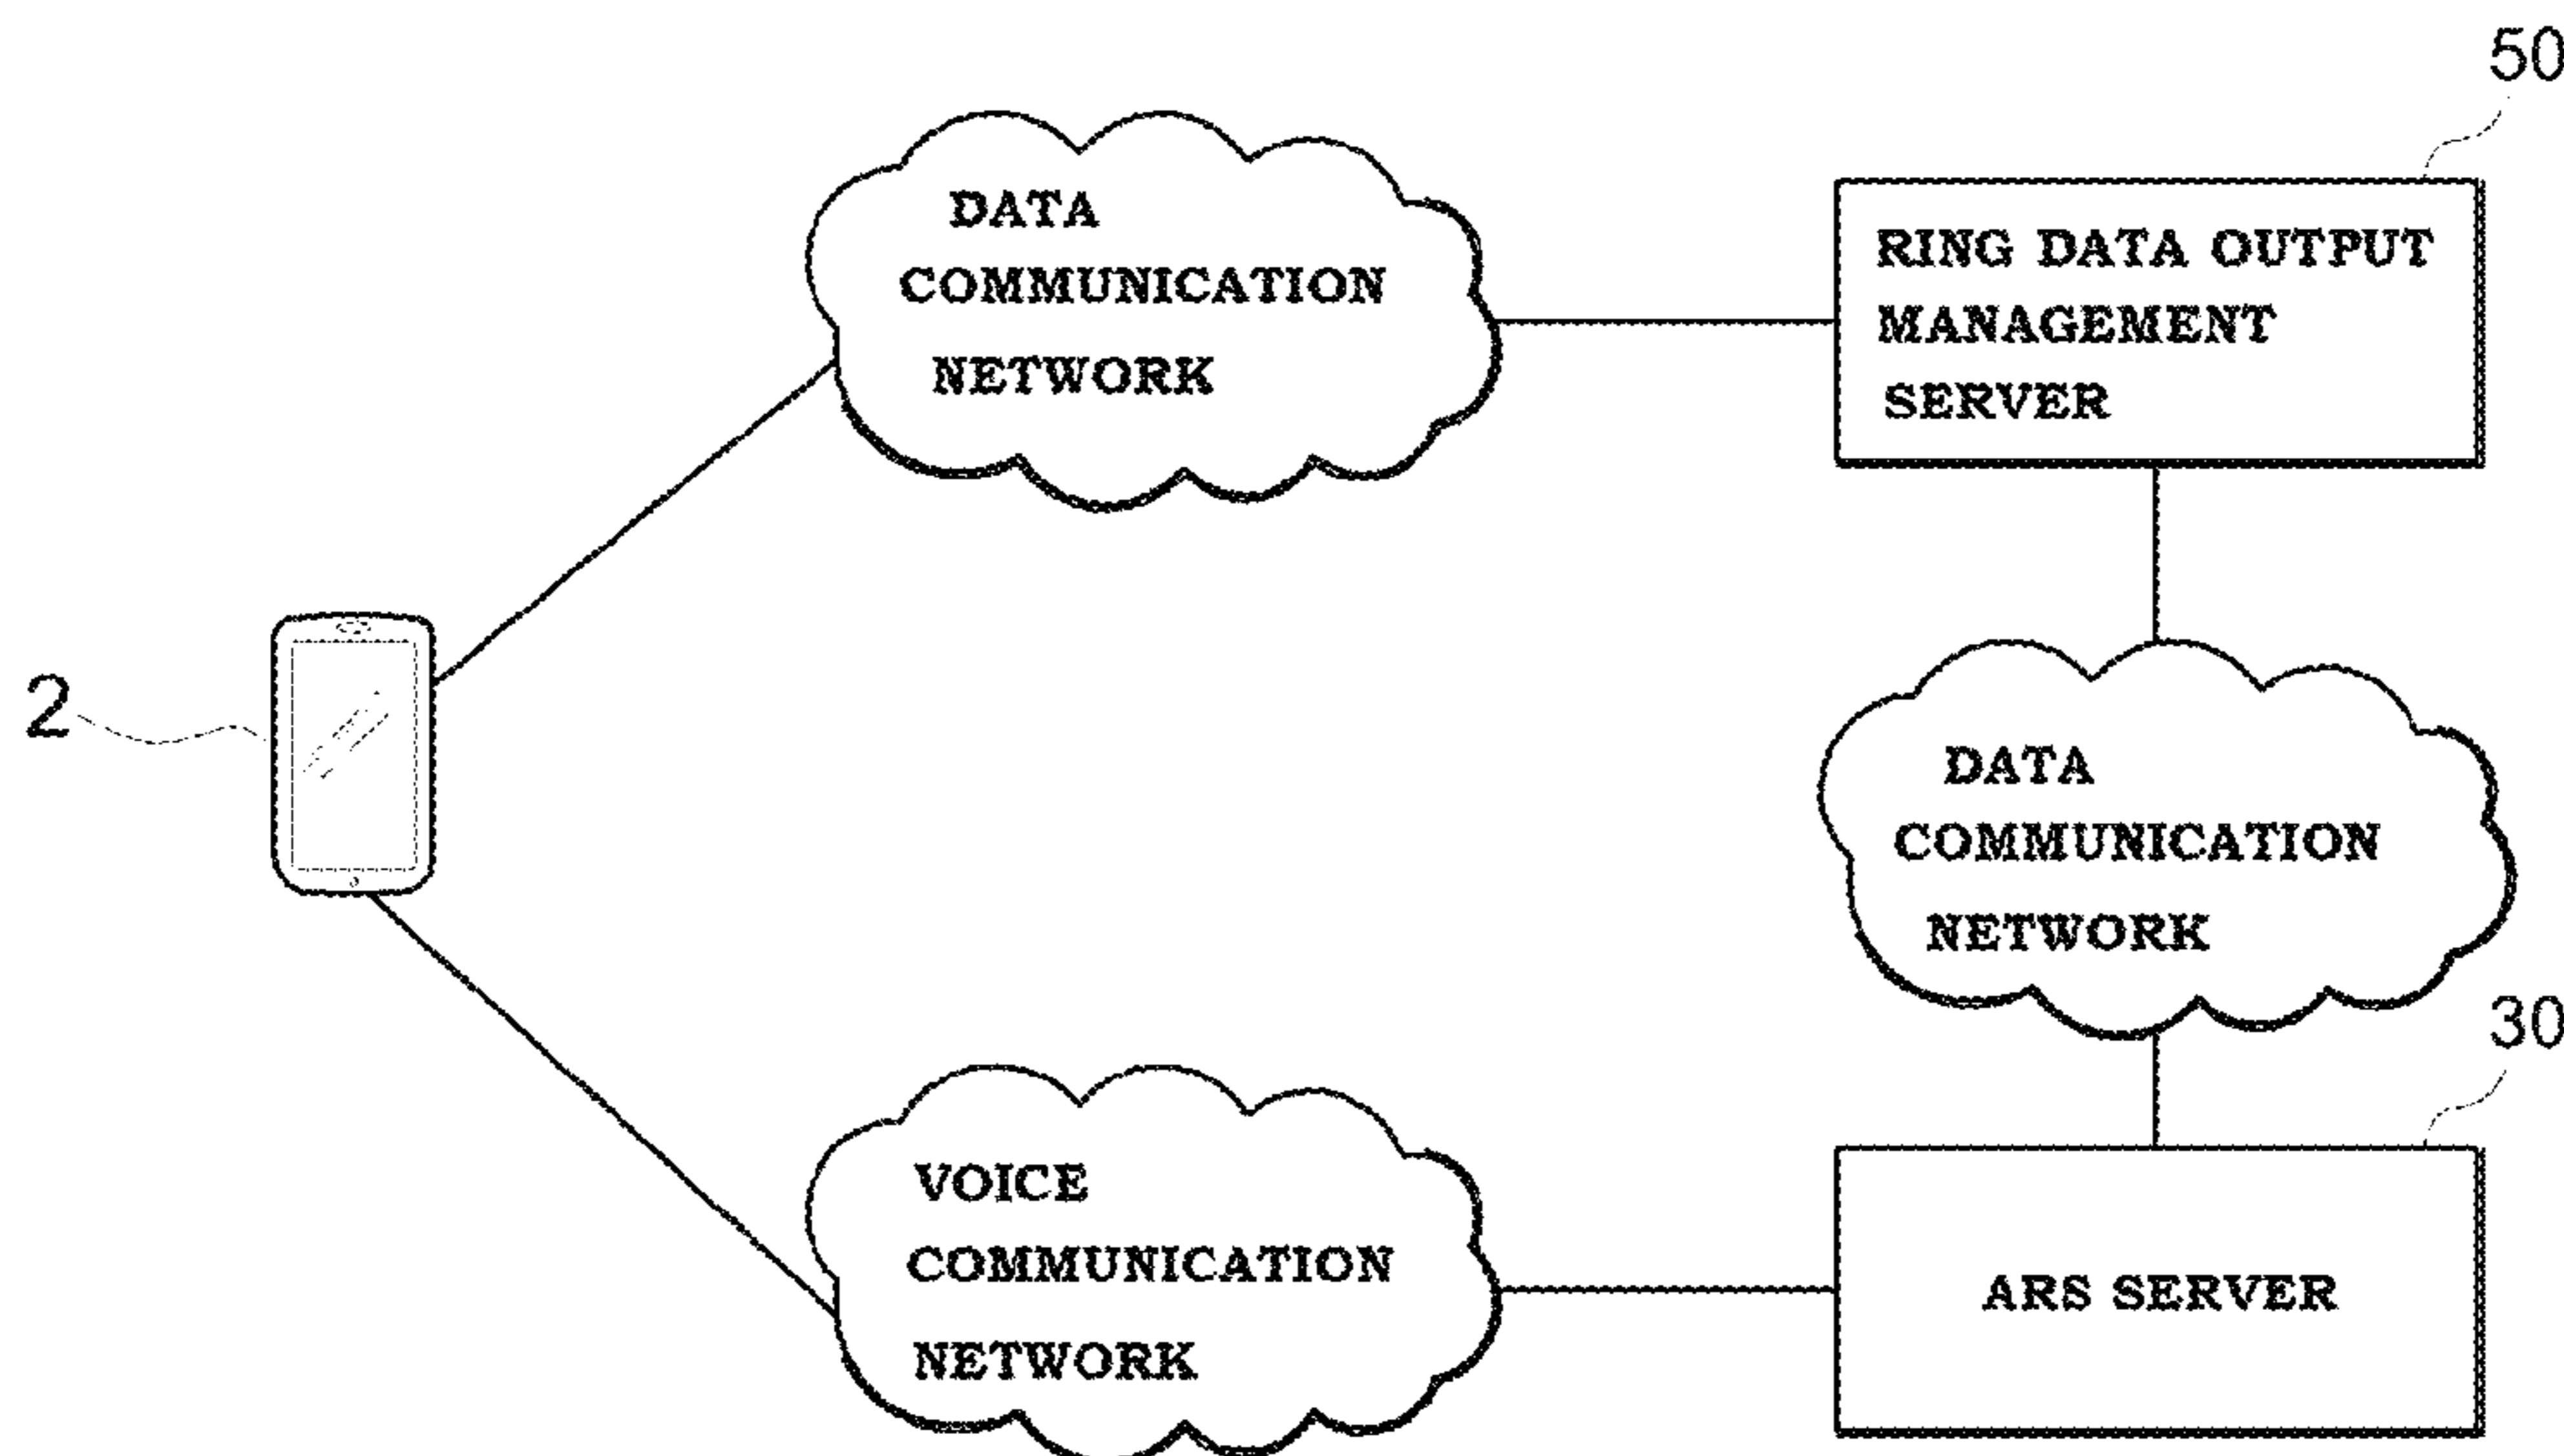 50
DATA
COMMUNICATION
NETWORK
RING DATA OUTPUT
MANAGEMENT
SERVER
2
DATA
COMMUNICATION
NETWORK
30
VOICE
COMMUNICATION
NETWORK
ARS SERVER